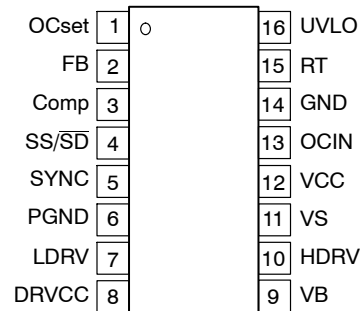 OCset 1 16 UVLO
FB 2 15 RT
Comp 3 14 GND
SS/S̅D̅ 4 13 OCIN
SYNC 5 12 VCC
PGND 6 11 VS
LDRV 7 10 HDRV
DRVCC 8 9 VB